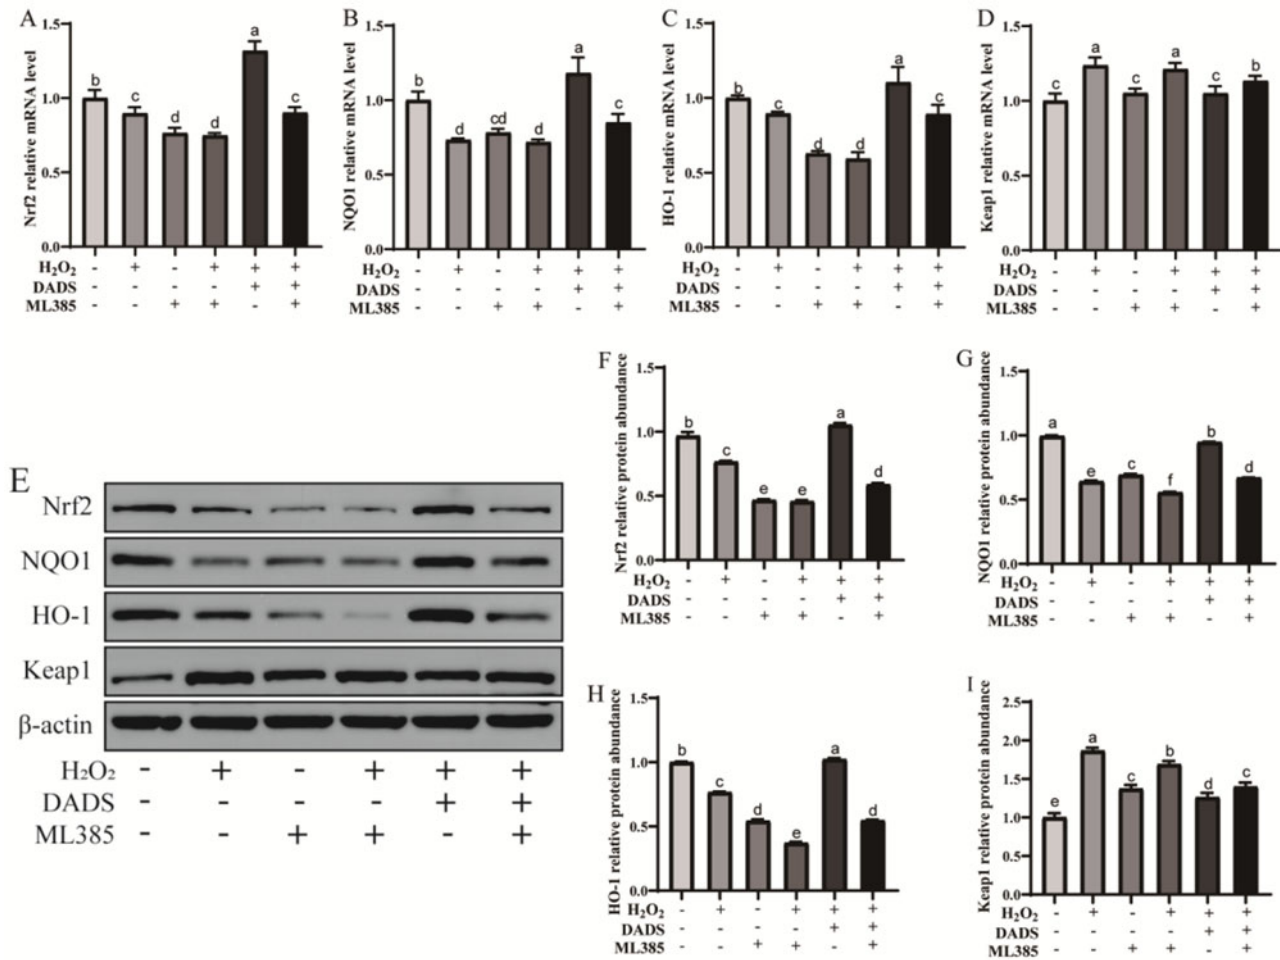 A
Nrf2 relative mRNA level
1.5
1.0
0.5
0.0
b c d d a c
H₂O₂ - + - + + +
DADS - - - - + +
ML385 - - + + - +
B
NQO1 relative mRNA level
1.5
1.0
0.5
0.0
b d cd d a c
H₂O₂ - + - + + +
DADS - - - - + +
ML385 - - + + - +
C
HO-1 relative mRNA level
1.5
1.0
0.5
0.0
b c d d a c
H₂O₂ - + - + + +
DADS - - - - + +
ML385 - - + + - +
D
Keap1 relative mRNA level
1.5
1.0
0.5
0.0
c a c a c b
H₂O₂ - + - + + +
DADS - - - - + +
ML385 - - + + - +
E
Nrf2
NQO1
HO-1
Keap1
β-actin
H₂O₂ - + - + + +
DADS - - - - + +
ML385 - - + + - +
F
Nrf2 relative protein abundance
1.5
1.0
0.5
0.0
b c e e a d
H₂O₂ - + - + + +
DADS - - - - + +
ML385 - - + + - +
G
NQO1 relative protein abundance
1.5
1.0
0.5
0.0
a e c f b d
H₂O₂ - + - + + +
DADS - - - - + +
ML385 - - + + - +
H
HO-1 relative protein abundance
1.5
1.0
0.5
0.0
b c d e a d
H₂O₂ - + - + + +
DADS - - - - + +
ML385 - - + + - +
I
Keap1 relative protein abundance
2.5
2.0
1.5
1.0
0.5
0.0
e a c b d c
H₂O₂ - + - + + +
DADS - - - - + +
ML385 - - + + - +